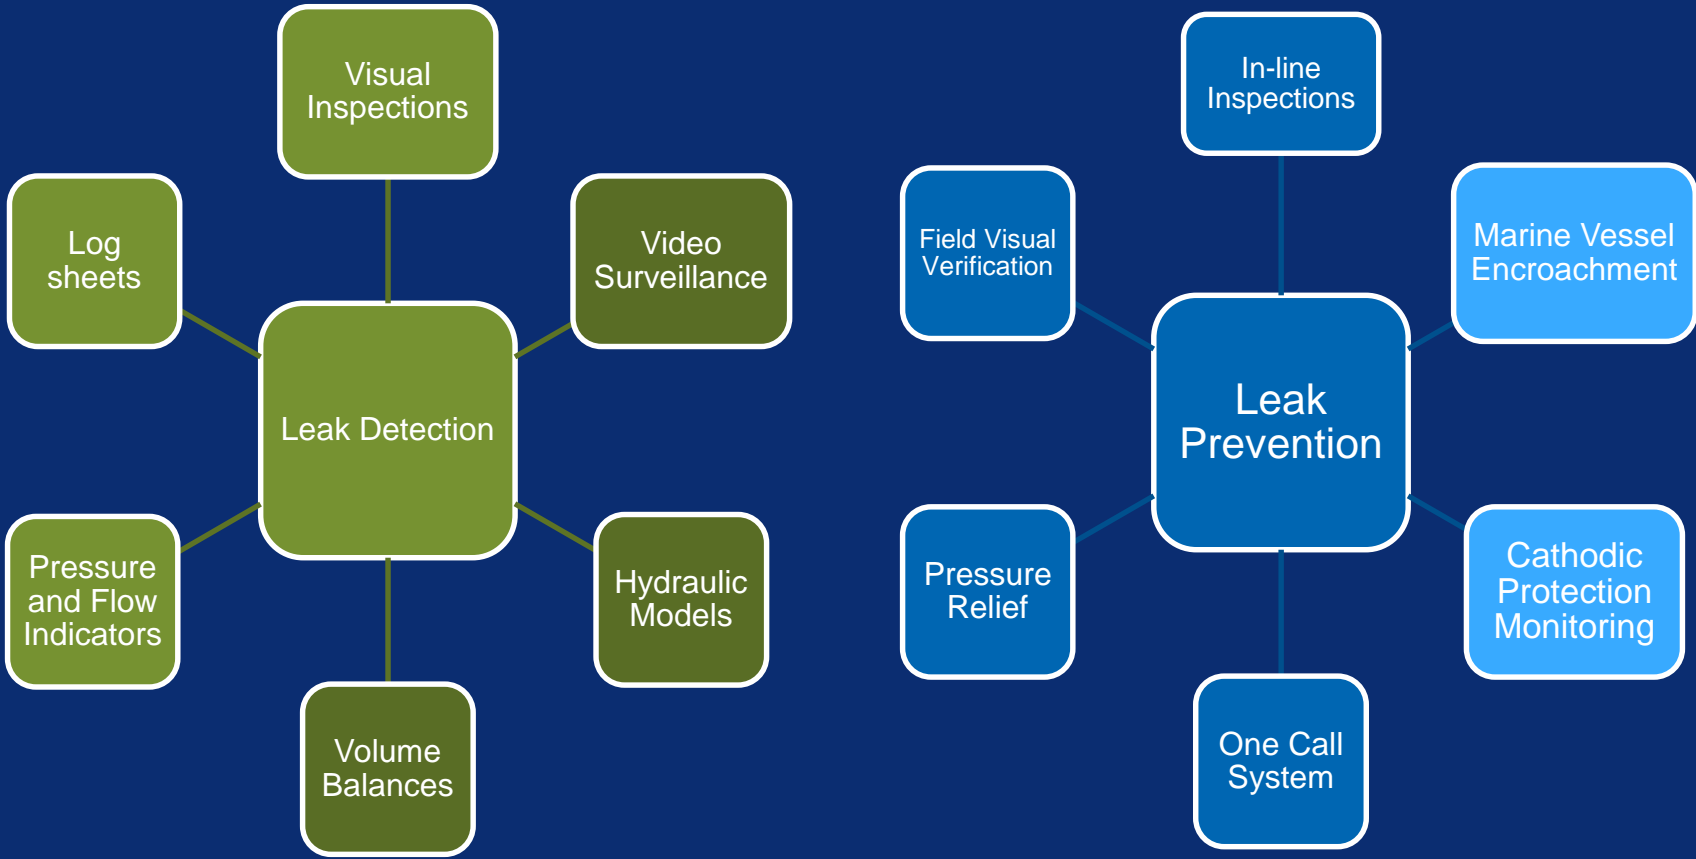 Visual
Inspections
Video
Surveillance
Log
sheets
Leak Detection
Pressure
and Flow
Indicators
Hydraulic
Models
Volume
Balances
In-line
Inspections
Field Visual
Verification
Marine Vessel
Encroachment
Leak
Prevention
Pressure
Relief
Cathodic
Protection
Monitoring
One Call
System